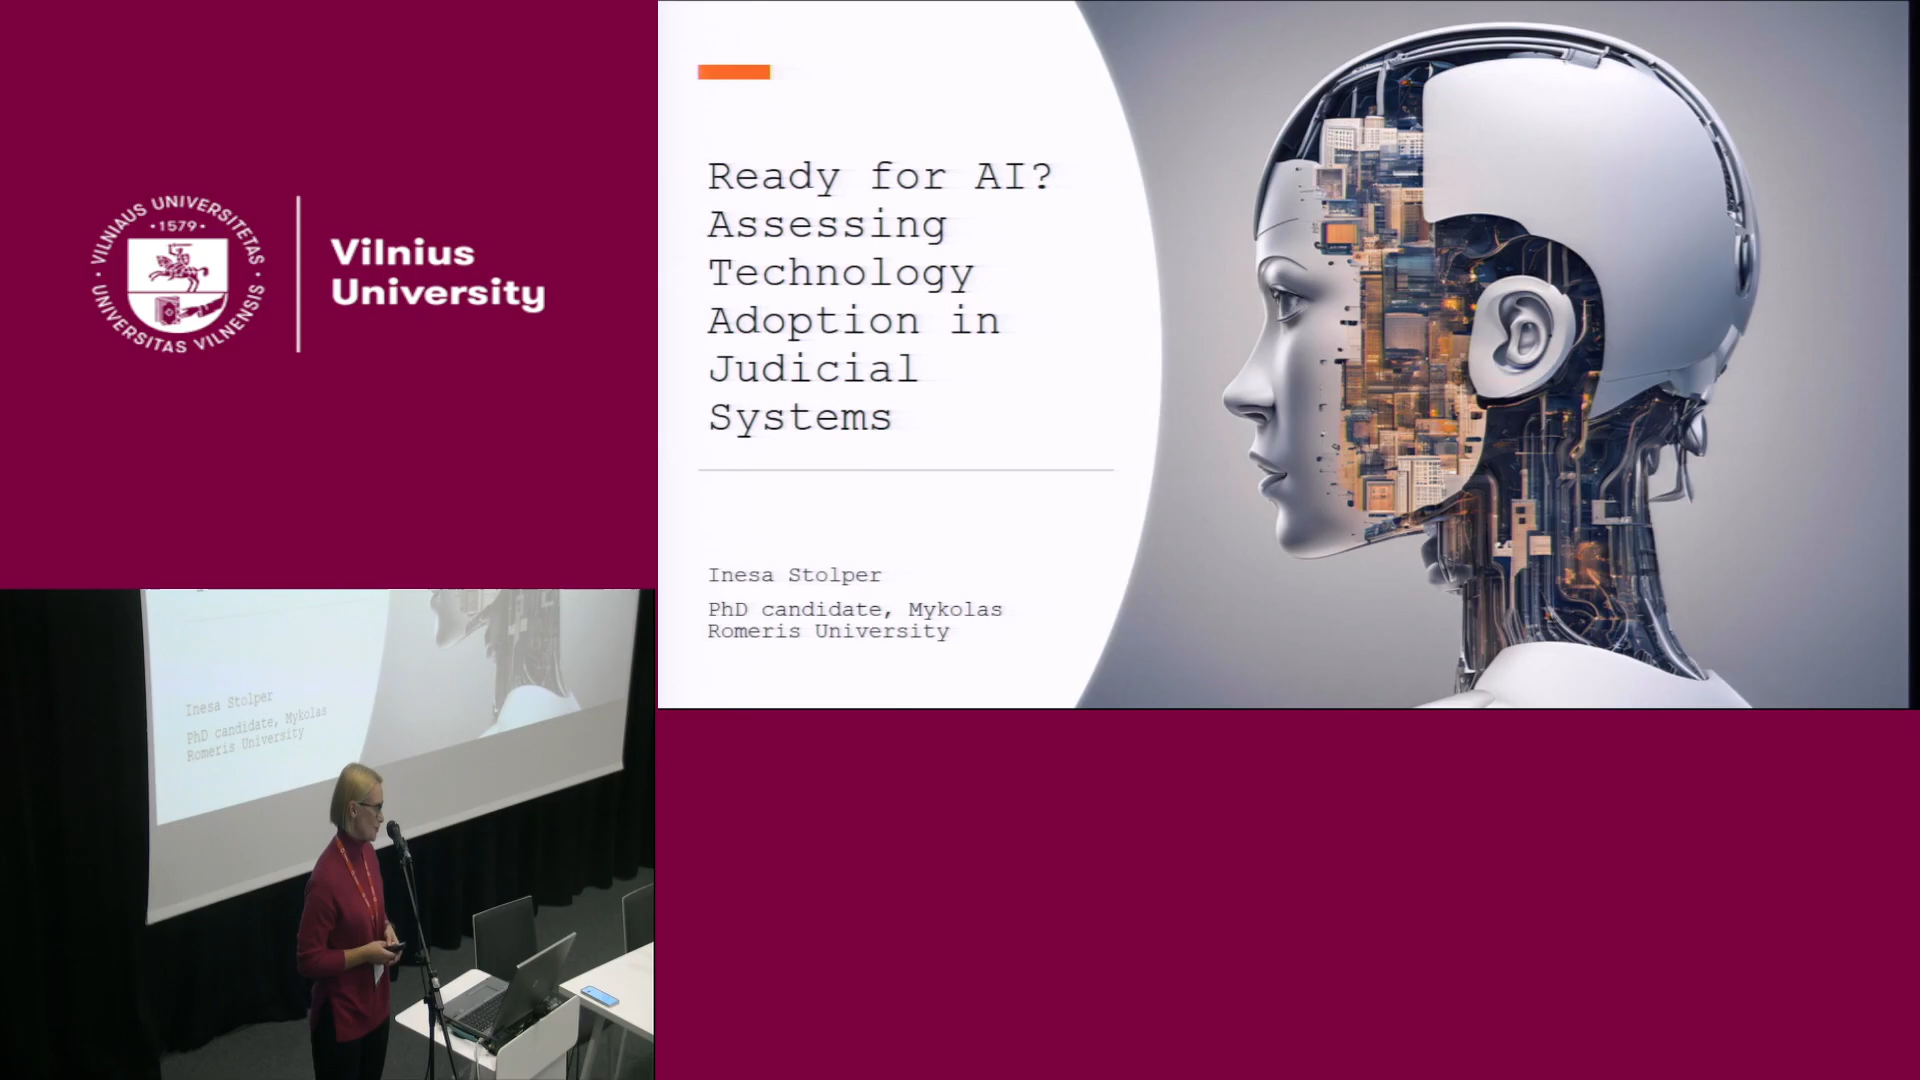 VILNIAUS UNIVERSITETAS
1579
UNIVERSITAS VILNENSIS
Vilnius
University
Ready for AI?
Assessing
Technology
Adoption in
Judicial
Systems
Inesa Stolper
PhD candidate, Mykolas
Romeris University
Inesa Stolper
PhD candidate, Mykolas
Romeris University